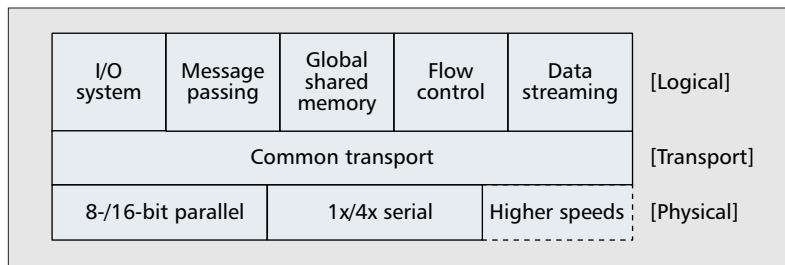 I/O
system
Message
passing
Global
shared
memory
Flow
control
Data
streaming
[Logical]
Common transport
[Transport]
8-/16-bit parallel
1x/4x serial
Higher speeds
[Physical]